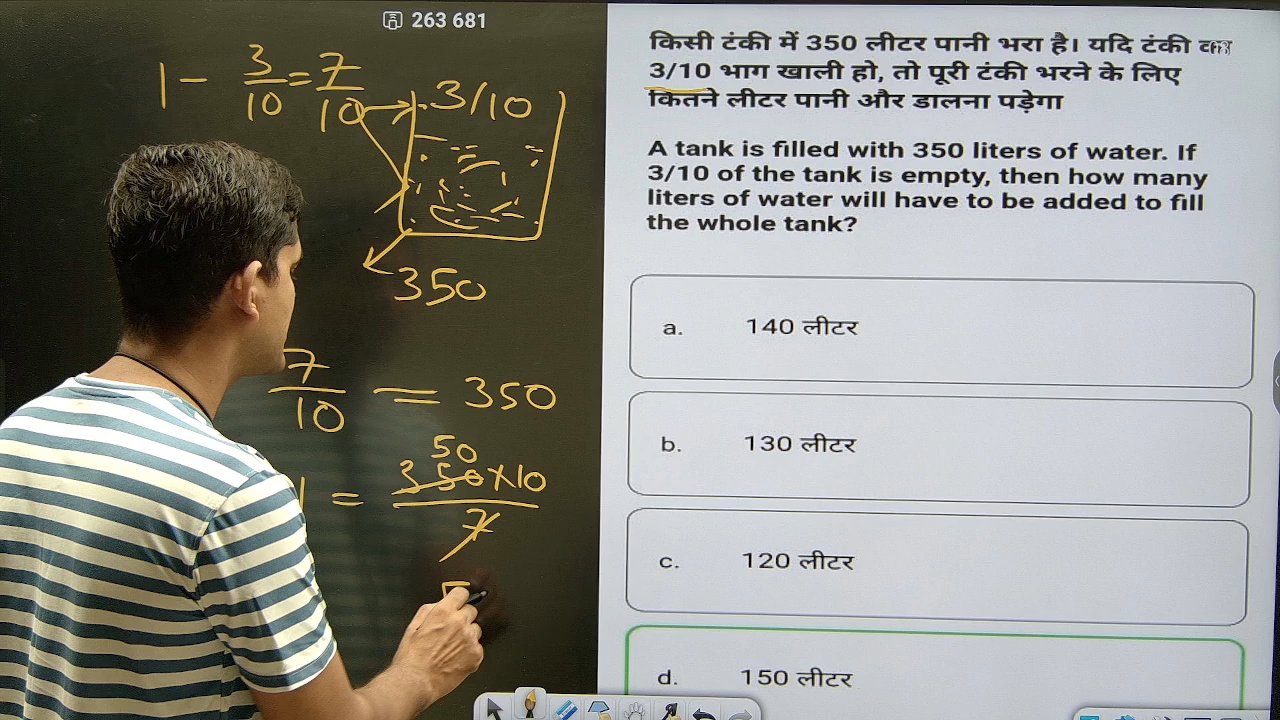 263 681
1 - 3/10 = 7/10
3/10
350
7/10 = 350
50
1 = 350×10
7
किसी टंकी में 350 लीटर पानी भरा है। यदि टंकी का
3/10 भाग खाली हो, तो पूरी टंकी भरने के लिए
कितने लीटर पानी और डालना पड़ेगा
A tank is filled with 350 liters of water. If
3/10 of the tank is empty, then how many
liters of water will have to be added to fill
the whole tank?
a. 140 लीटर
b. 130 लीटर
c. 120 लीटर
d. 150 लीटर